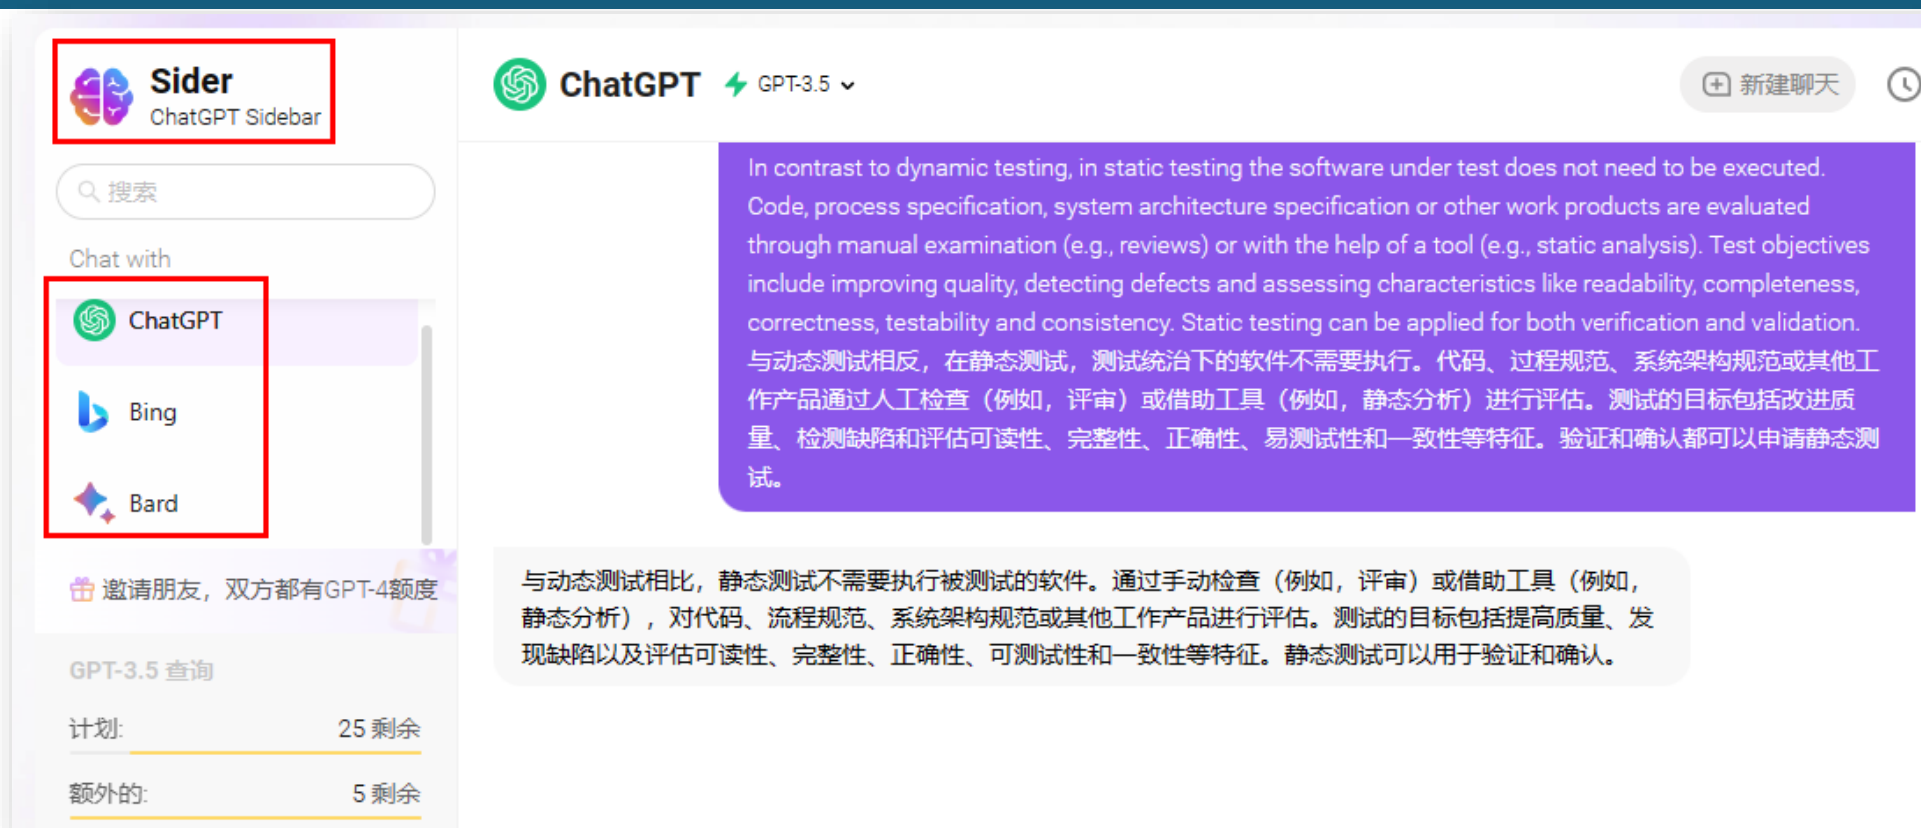 Sider
ChatGPT Sidebar
搜索
Chat with
ChatGPT
Bing
Bard
邀请朋友，双方都有GPT-4额度
GPT-3.5 查询
计划:
25 剩余
额外的:
5 剩余
ChatGPT
GPT-3.5
新建聊天
In contrast to dynamic testing, in static testing the software under test does not need to be executed.
Code, process specification, system architecture specification or other work products are evaluated
through manual examination (e.g., reviews) or with the help of a tool (e.g., static analysis). Test objectives
include improving quality, detecting defects and assessing characteristics like readability, completeness,
correctness, testability and consistency. Static testing can be applied for both verification and validation.
与动态测试相反，在静态测试，测试统治下的软件不需要执行。代码、过程规范、系统架构规范或其他工
作产品通过人工检查（例如，评审）或借助工具（例如，静态分析）进行评估。测试的目标包括改进质
量、检测缺陷和评估可读性、完整性、正确性、易测试性和一致性等特征。验证和确认都可以申请静态测
试。
与动态测试相比，静态测试不需要执行被测试的软件。通过手动检查（例如，评审）或借助工具（例如，
静态分析），对代码、流程规范、系统架构规范或其他工作产品进行评估。测试的目标包括提高质量、发
现缺陷以及评估可读性、完整性、正确性、可测试性和一致性等特征。静态测试可以用于验证和确认。